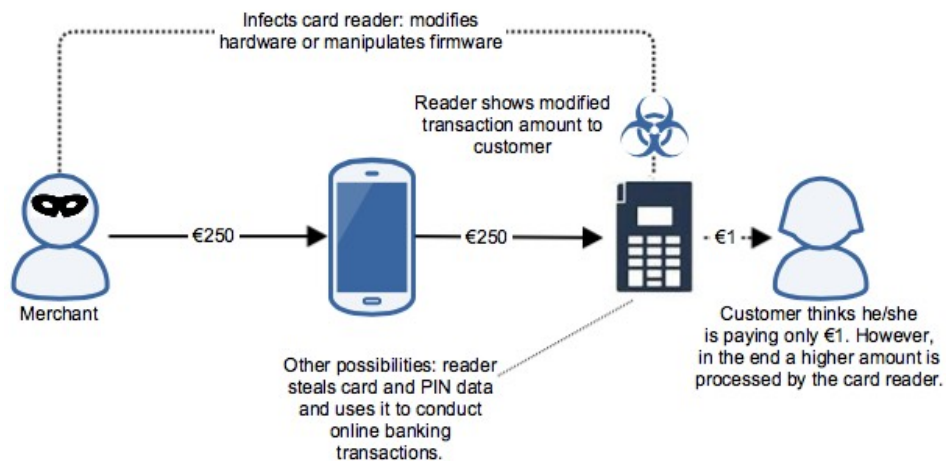 Infects card reader: modifies
hardware or manipulates firmware
Reader shows modified
transaction amount to
customer
€250
€250
€1
Merchant
Customer thinks he/she
is paying only €1. However,
in the end a higher amount is
processed by the card reader.
Other possibilities: reader
steals card and PIN data
and uses it to conduct
online banking
transactions.